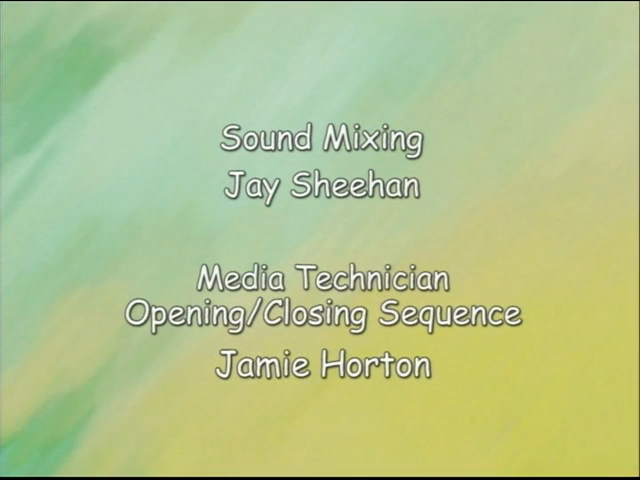 Sound Mixing
Jay Sheehan
Media Technician
Opening/Closing Sequence
Jamie Horton